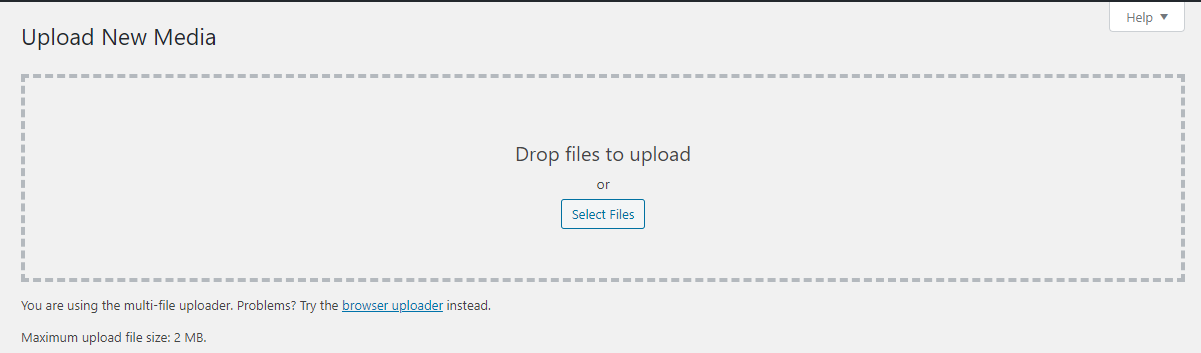 Help
Upload New Media
Drop files to upload
or
Select Files
You are using the multi-file uploader. Problems? Try the browser uploader instead.
Maximum upload file size: 2 MB.